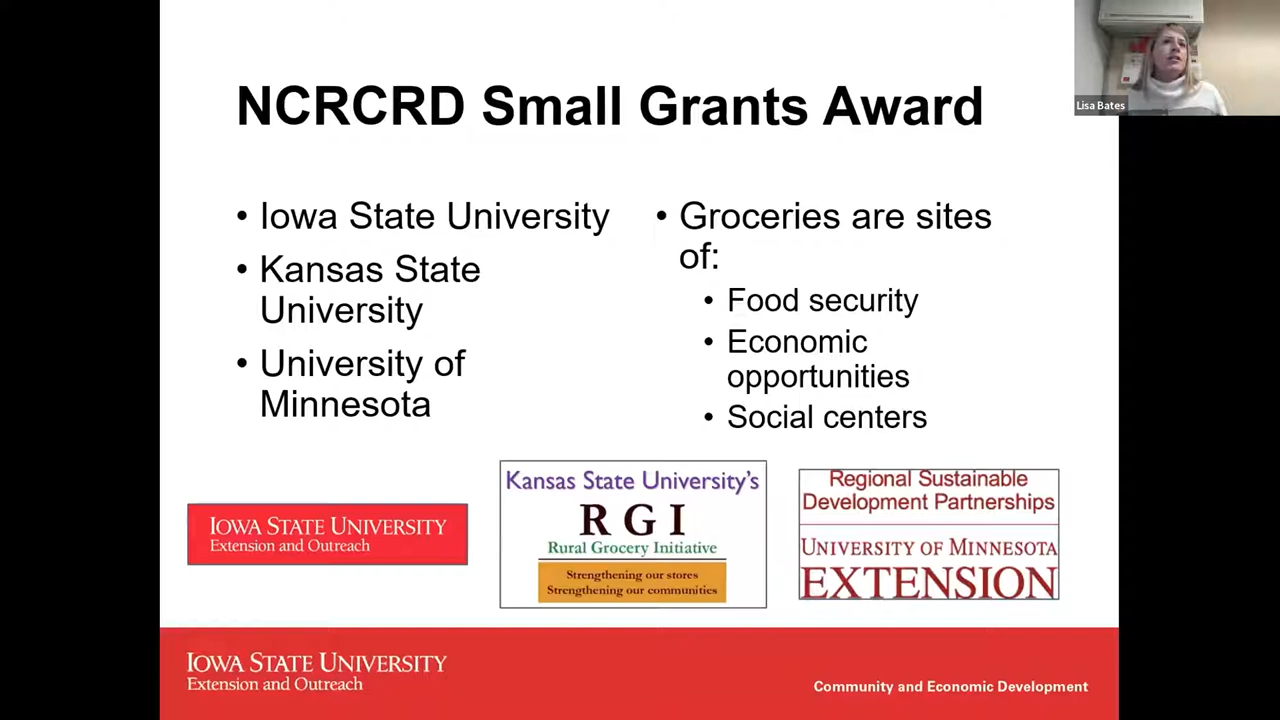 NCRCRD Small Grants Award
Lisa Bates
• Iowa State University
• Kansas State
University
• University of
Minnesota
• Groceries are sites
of:
• Food security
• Economic
opportunities
• Social centers
IOWA STATE UNIVERSITY
Extension and Outreach
Kansas State University's
RGI
Rural Grocery Initiative
Strengthening our stores
Strengthening our communities
Regional Sustainable
Development Partnerships
UNIVERSITY OF MINNESOTA
EXTENSION
IOWA STATE UNIVERSITY
Extension and Outreach
Community and Economic Development